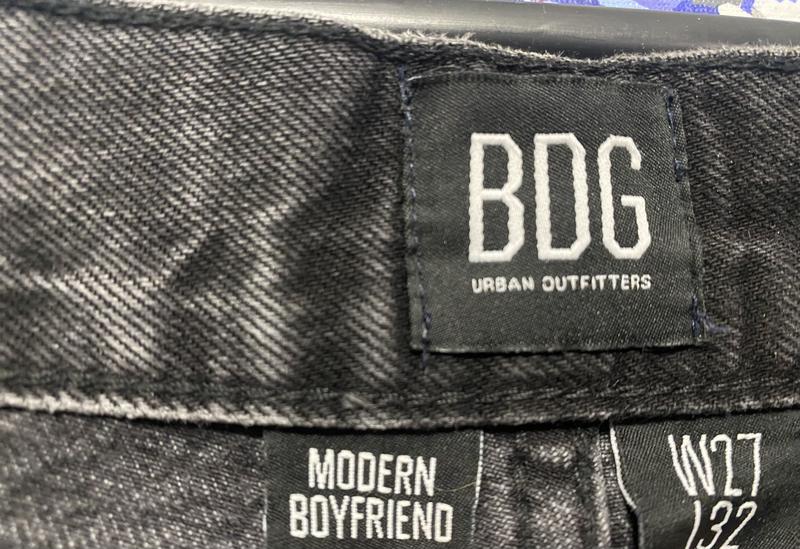 BDG
URBAN OUTFITTERS
MODERN
BOYFRIEND
W27
L32